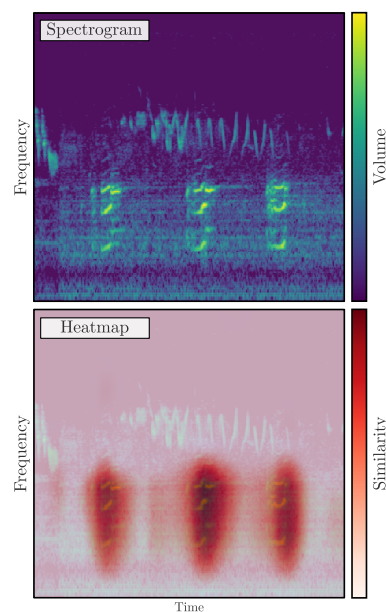 Spectrogram
Frequency
Volume
Heatmap
Frequency
Similarity
Time